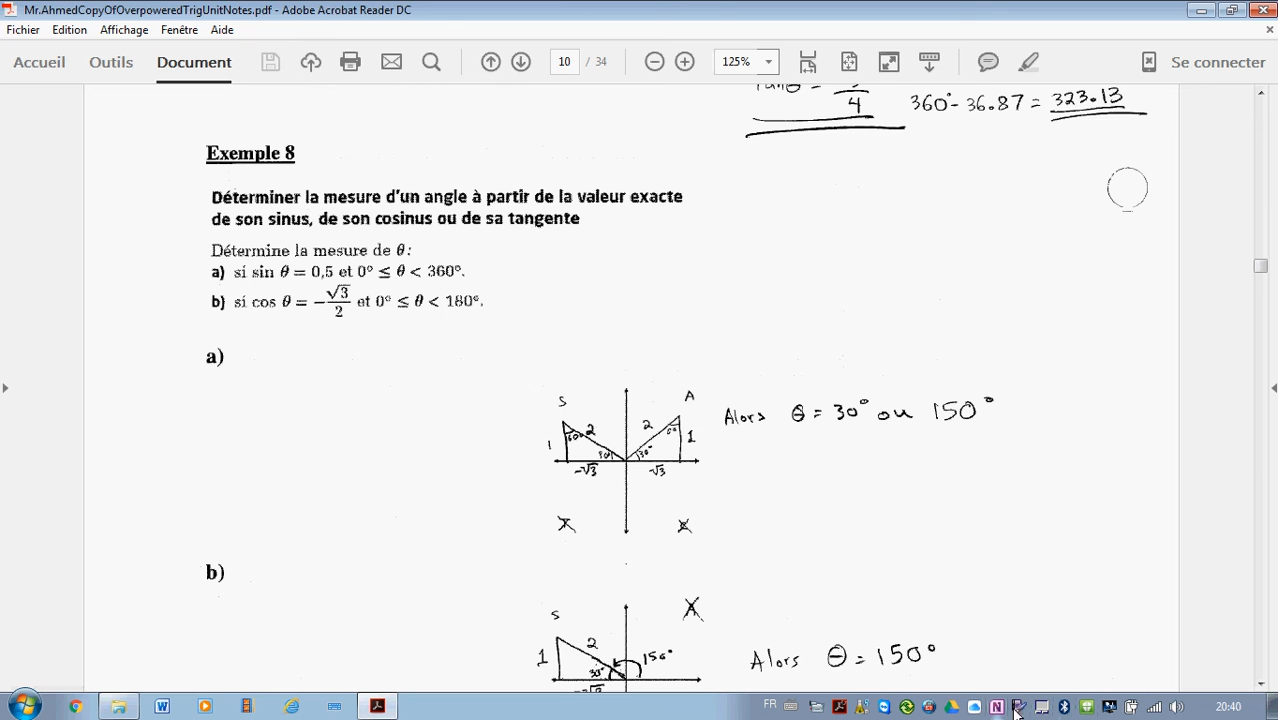 Mr.AhmedCopyOfOverpoweredTrigUnitNotes.pdf - Adobe Acrobat Reader DC
Fichier Edition Affichage Fenêtre Aide
Accueil Outils Document 10 / 34 125% Se connecter
4 360° - 36.87 = 323.13
Exemple 8
Déterminer la mesure d'un angle à partir de la valeur exacte
de son sinus, de son cosinus ou de sa tangente
Détermine la mesure de θ:
a) si sin θ = 0,5 et 0° ≤ θ < 360°.
b) si cos θ = -√3/2 et 0° ≤ θ < 180°.
a)
S A
Alors θ = 30° ou 150°
60° 2 2
1 30° 30° 1
-√3 √3
T C
b)
S A
1 2 30° 150°
Alors θ = 150°
FR 20:40